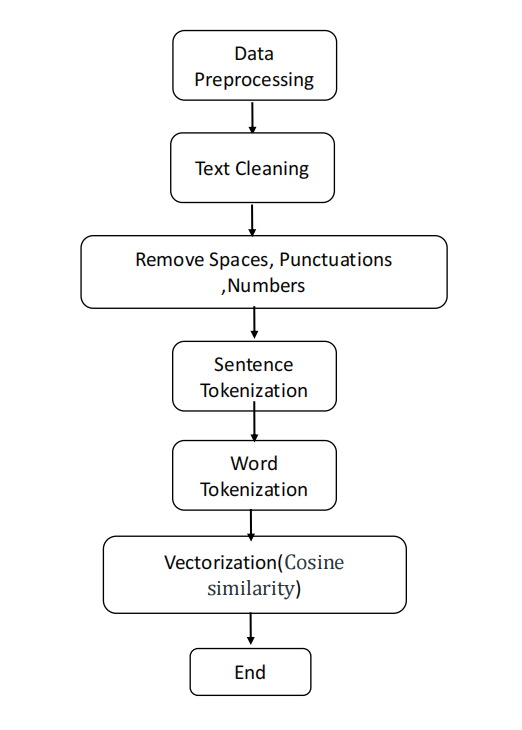 Data
Preprocessing
Text Cleaning
Remove Spaces, Punctuations
,Numbers
Sentence
Tokenization
Word
Tokenization
Vectorization(Cosine
similarity)
End